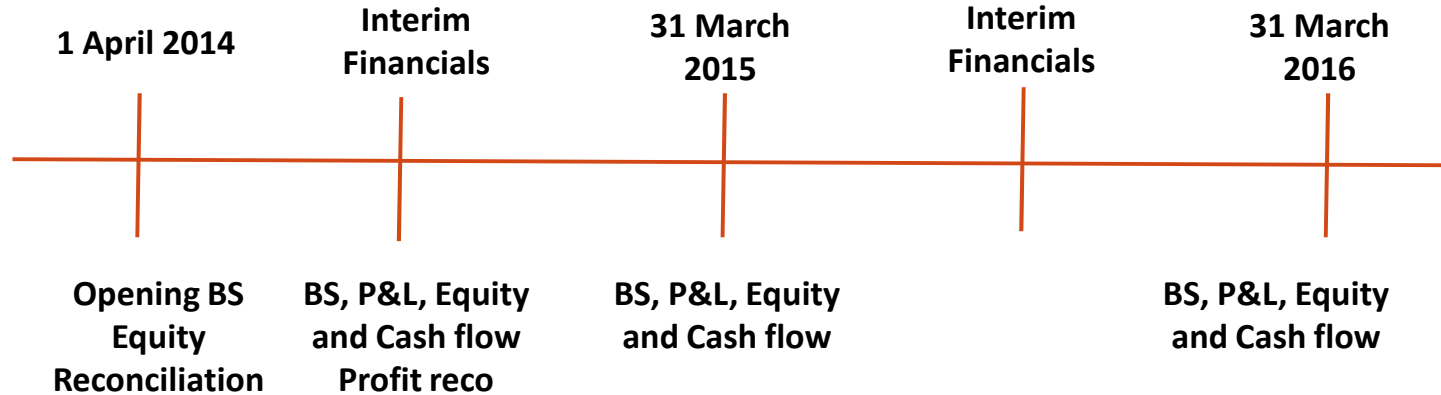 1 April 2014
Interim
Financials
31 March
2015
Interim
Financials
31 March
2016
Opening BS
Equity
Reconciliation
BS, P&L, Equity
and Cash flow
Profit reco
BS, P&L, Equity
and Cash flow
BS, P&L, Equity
and Cash flow